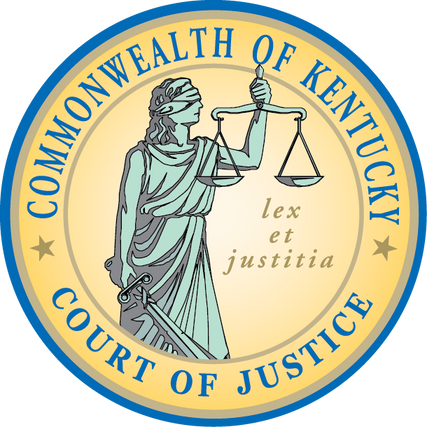 COMMONWEALTH OF KENTUCKY
lex
et
justitia
COURT OF JUSTICE